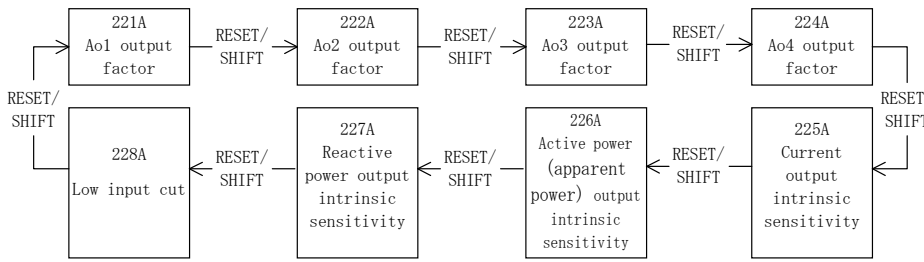 221A
Ao1 output
factor
RESET/
SHIFT
222A
Ao2 output
factor
RESET/
SHIFT
223A
Ao3 output
factor
RESET/
SHIFT
224A
Ao4 output
factor
RESET/
SHIFT
225A
Current
output
intrinsic
sensitivity
RESET/
SHIFT
226A
Active power
(apparent
power) output
intrinsic
sensitivity
RESET/
SHIFT
227A
Reactive
power output
intrinsic
sensitivity
RESET/
SHIFT
228A
Low input cut
RESET/
SHIFT